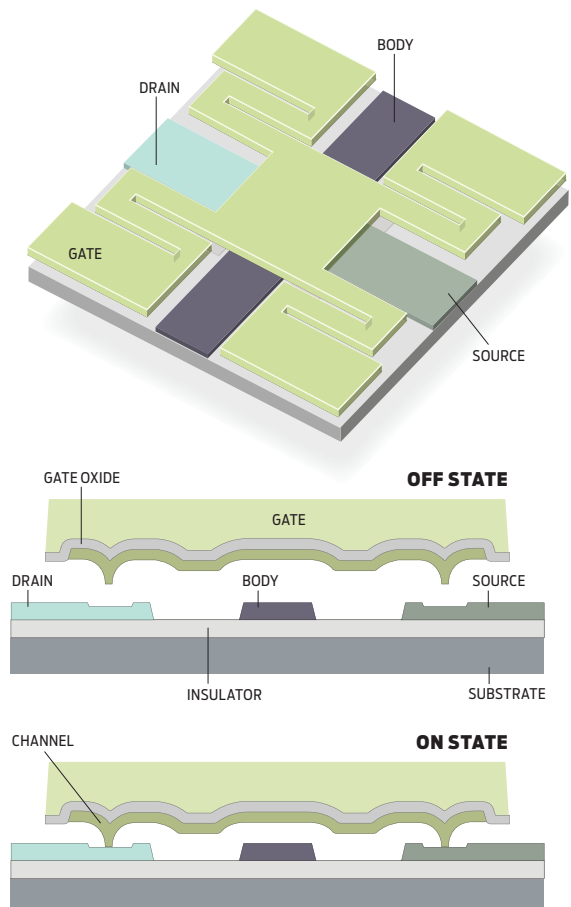 BODY
DRAIN
GATE
SOURCE
GATE OXIDE
OFF STATE
GATE
DRAIN
BODY
SOURCE
INSULATOR
SUBSTRATE
CHANNEL
ON STATE